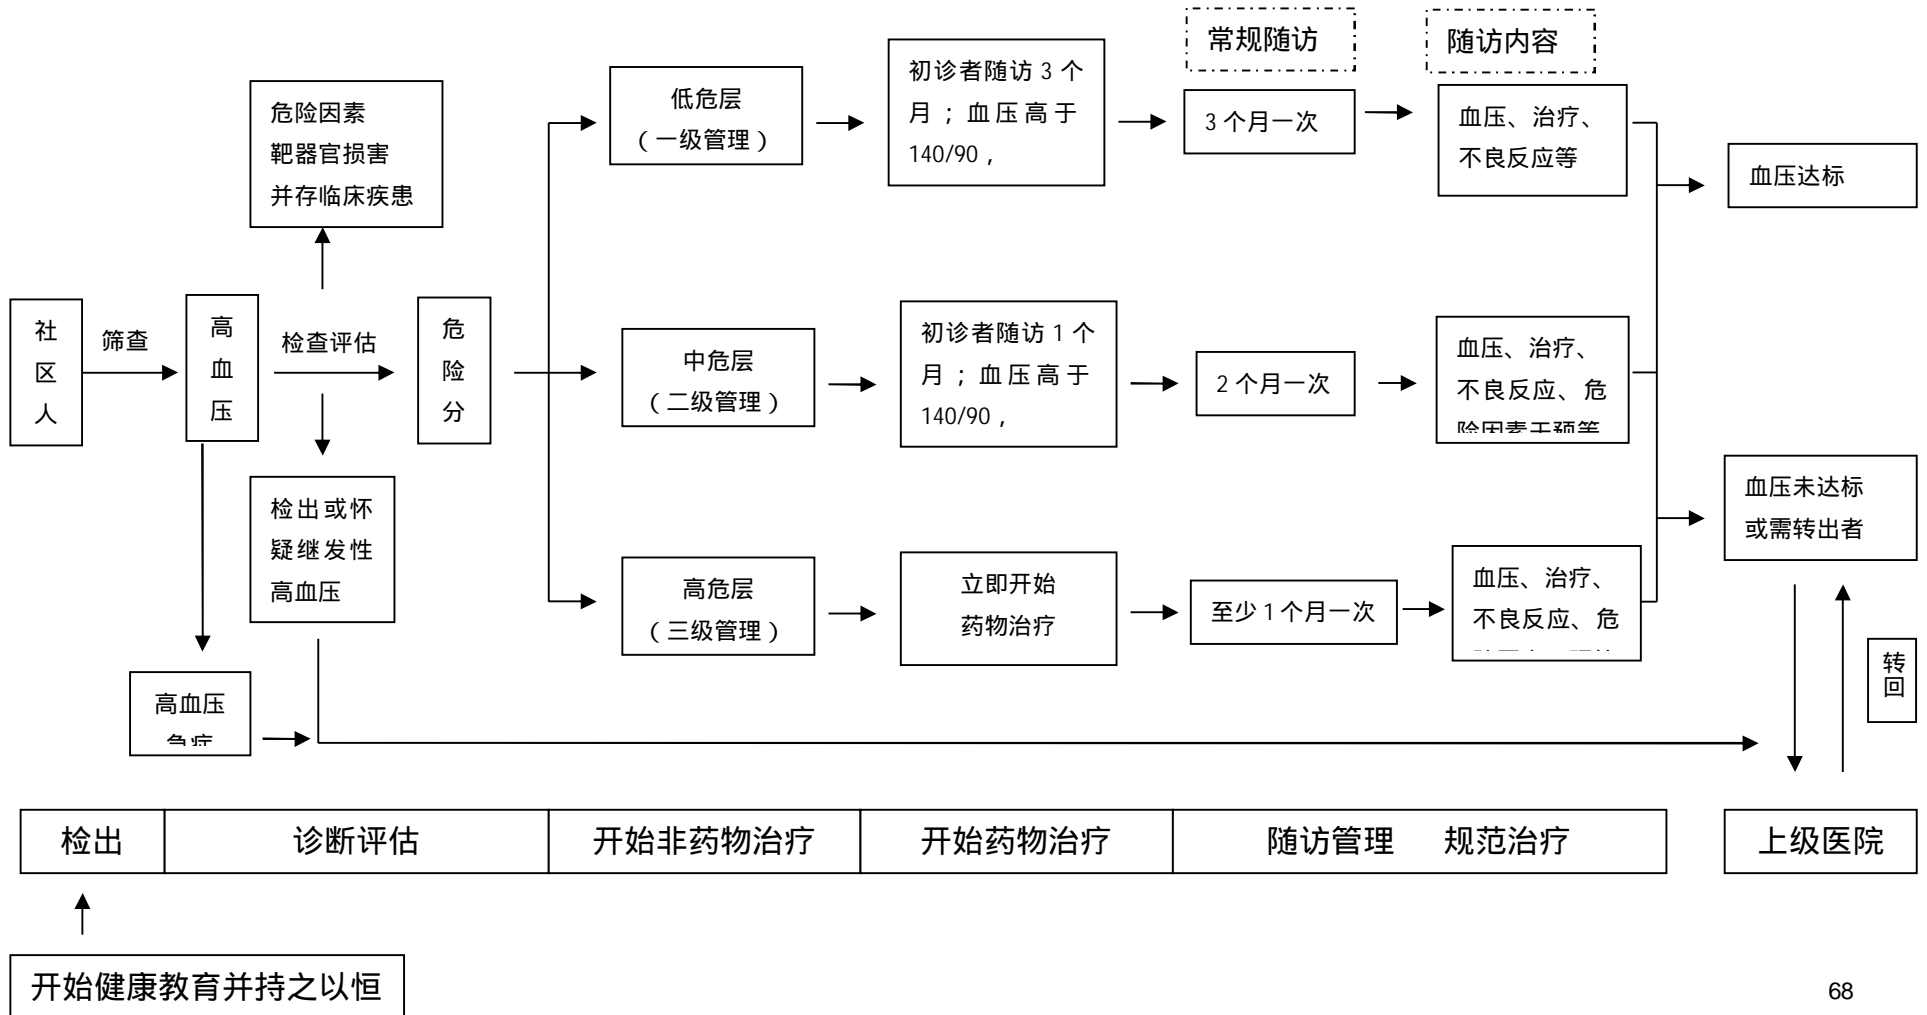 常规随访
随访内容
危险因素
靶器官损害
并存临床疾患
低危层
（一级管理）
初诊者随访 3 个
月；血压高于
140/90，
3 个月一次
血压、治疗、
不良反应等
血压达标
社
区
人
筛查
高
血
压
检查评估
危
险
分
中危层
（二级管理）
初诊者随访 1 个
月；血压高于
140/90，
2 个月一次
血压、治疗、
不良反应、危
险因素干预等
检出或怀
疑继发性
高血压
高危层
（三级管理）
立即开始
药物治疗
至少 1 个月一次
血压、治疗、
不良反应、危
血压未达标
或需转出者
转
回
高血压
急症
检出
诊断评估
开始非药物治疗
开始药物治疗
随访管理 规范治疗
上级医院
开始健康教育并持之以恒
68